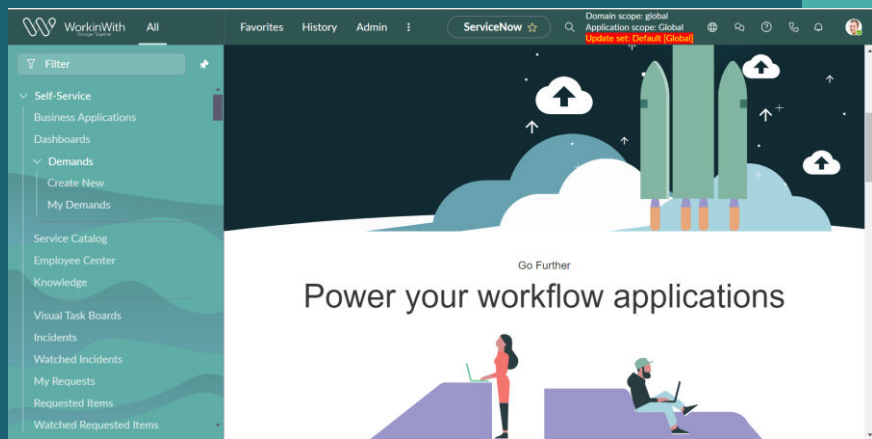 WorkinWith
Stronger Together
All
Favorites
History
Admin
ServiceNow
Domain scope: global
Application scope: Global
Update set: Default [Global]
Filter
Self-Service
Business Applications
Dashboards
Demands
Create New
My Demands
Service Catalog
Employee Center
Knowledge
Visual Task Boards
Incidents
Watched Incidents
My Requests
Requested Items
Watched Requested Items
Go Further
Power your workflow applications